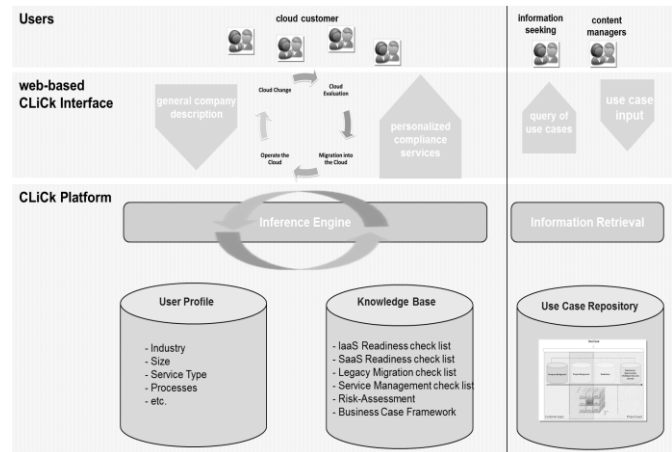 Users
cloud customer
information
seeking
content
managers
web-based
CLiCk Interface
general company
description
Cloud Change
Cloud
Evaluation
Operate the
Cloud
Migration into
the Cloud
personalized
compliance
services
query of
use cases
use case
input
CLiCk Platform
Inference Engine
Information Retrieval
User Profile
- Industry
- Size
- Service Type
- Processes
- etc.
Knowledge Base
- IaaS Readiness check list
- SaaS Readiness check list
- Legacy Migration check list
- Service Management check list
- Risk-Assessment
- Business Case Framework
Use Case Repository